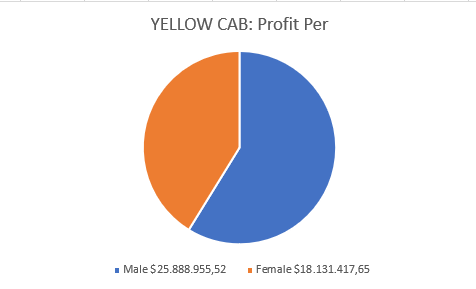 YELLOW CAB: Profit Per
Male $25.888.955,52 Female $18.131.417,65